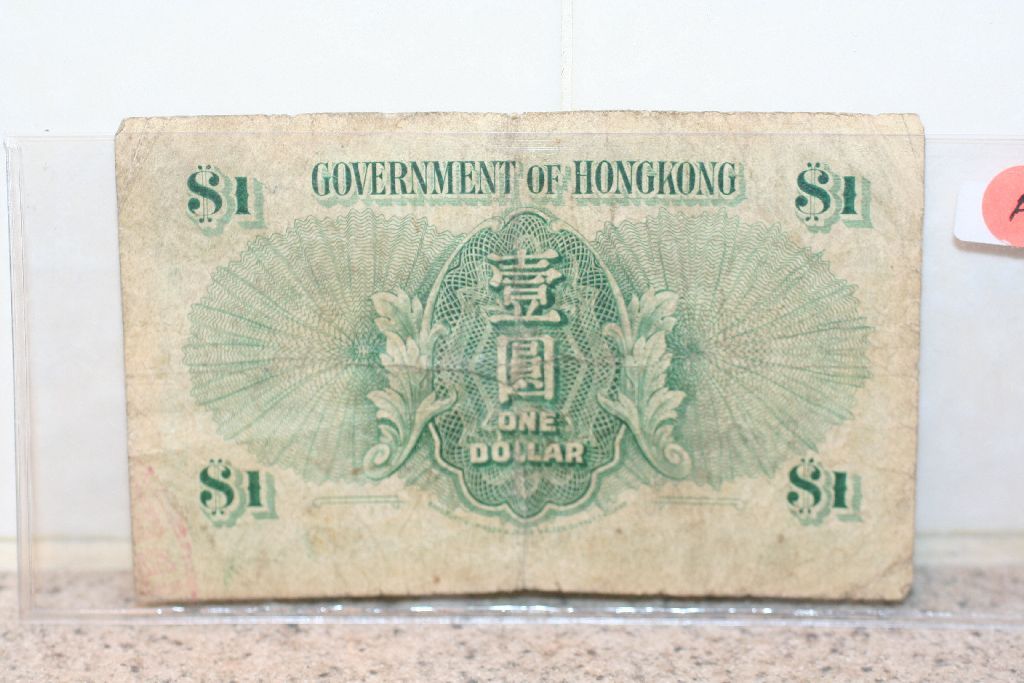 GOVERNMENT OF HONGKONG
$1
$1
壹
圓
ONE
DOLLAR
$1
$1